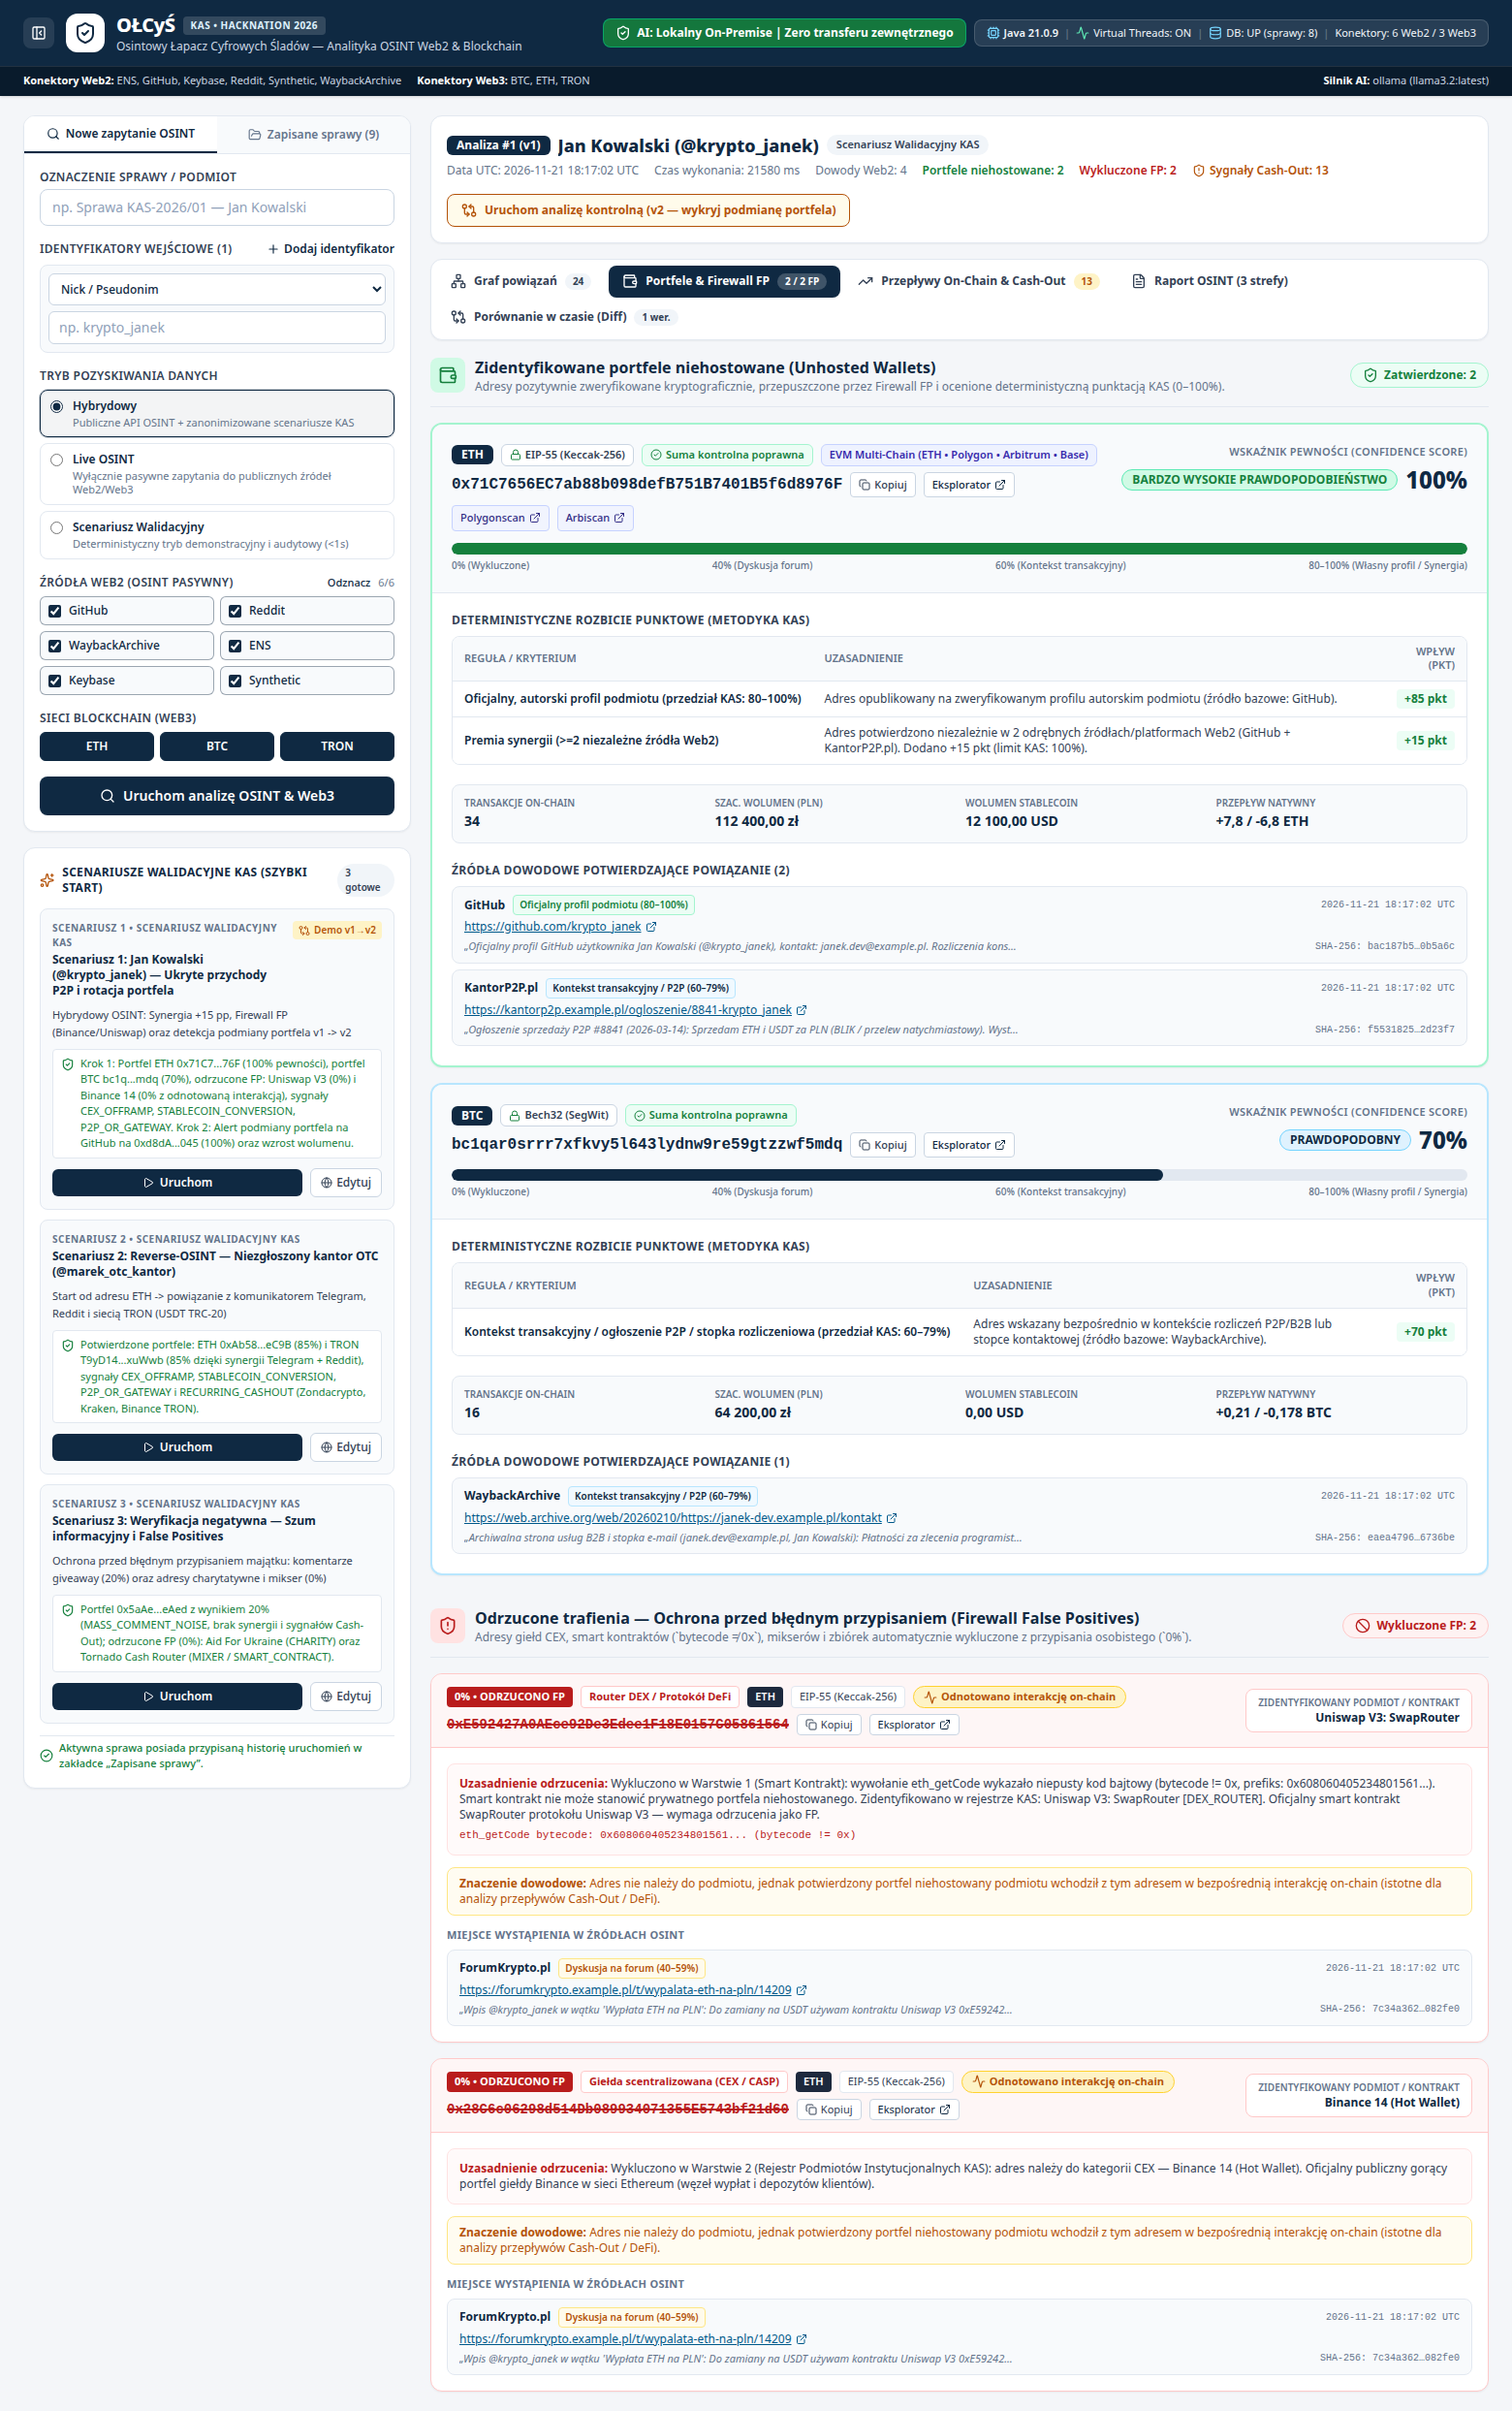 OŁCyŚ KAS • HACKNATION 2026
Osintowy Łapacz Cyfrowych Śladów — Analityka OSINT Web2 & Blockchain
AI: Lokalny On-Premise | Zero transferu zewnętrznego
Java 21.0.9 | Virtual Threads: ON | DB: UP (sprawy: 8) | Konektory: 6 Web2 / 3 Web3
Konektory Web2: ENS, GitHub, Keybase, Reddit, Synthetic, WaybackArchive Konektory Web3: BTC, ETH, TRON
Silnik AI: ollama (llama3.2:latest)
Nowe zapytanie OSINT
Zapisane sprawy (9)
OZNACZENIE SPRAWY / PODMIOT
np. Sprawa KAS-2026/01 — Jan Kowalski
IDENTYFIKATORY WEJŚCIOWE (1)
Dodaj identyfikator
Nick / Pseudonim
np. krypto_janek
TRYB POZYSKIWANIA DANYCH
Hybrydowy
Publiczne API OSINT + zanonimizowane scenariusze KAS
Live OSINT
Wyłącznie pasywne zapytania do publicznych źródeł
Web2/Web3
Scenariusz Walidacyjny
Deterministyczny tryb demonstracyjny i audytowy (<1s)
ŹRÓDŁA WEB2 (OSINT PASYWNY)
Odznacz 6/6
GitHub
Reddit
WaybackArchive
ENS
Keybase
Synthetic
SIECI BLOCKCHAIN (WEB3)
ETH
BTC
TRON
Uruchom analizę OSINT & Web3
SCENARIUSZE WALIDACYJNE KAS (SZYBKI
START)
3
gotowe
SCENARIUSZ 1 • SCENARIUSZ WALIDACYJNY
KAS
Demo v1→v2
Scenariusz 1: Jan Kowalski
(@krypto_janek) — Ukryte przychody
P2P i rotacja portfela
Hybrydowy OSINT: Synergia +15 pp, Firewall FP
(Binance/Uniswap) oraz detekcja podmiany portfela v1 -> v2
Krok 1: Portfel ETH 0x71C7...76F (100% pewności), portfel
BTC bc1q...mdq (70%), odrzucone FP: Uniswap V3 (0%) i
Binance 14 (0% z odnotowaną interakcją), sygnały
CEX_OFFRAMP, STABLECOIN_CONVERSION,
P2P_OR_GATEWAY. Krok 2: Alert podmiany portfela na
GitHub na 0xd8dA...045 (100%) oraz wzrost wolumenu.
Uruchom
Edytuj
SCENARIUSZ 2 • SCENARIUSZ WALIDACYJNY KAS
Scenariusz 2: Reverse-OSINT — Niezgłoszony kantor OTC
(@marek_otc_kantor)
Start od adresu ETH -> powiązanie z komunikatorem Telegram,
Reddit i siecią TRON (USDT TRC-20)
Potwierdzone portfele: ETH 0xAb58...eC9B (85%) i TRON
T9yD14...xuWwb (85% dzięki synergii Telegram + Reddit),
sygnały CEX_OFFRAMP, STABLECOIN_CONVERSION,
P2P_OR_GATEWAY i RECURRING_CASHOUT (Zondacrypto,
Kraken, Binance TRON).
Uruchom
Edytuj
SCENARIUSZ 3 • SCENARIUSZ WALIDACYJNY KAS
Scenariusz 3: Weryfikacja negatywna — Szum
informacyjny i False Positives
Ochrona przed błędnym przypisaniem majątku: komentarze
giveaway (20%) oraz adresy charytatywne i mikser (0%)
Portfel 0x5aAe...eAed z wynikiem 20%
(MASS_COMMENT_NOISE, brak synergii i sygnałów Cash-
Out); odrzucone FP (0%): Aid For Ukraine (CHARITY) oraz
Tornado Cash Router (MIXER / SMART_CONTRACT).
Uruchom
Edytuj
Aktywna sprawa posiada przypisaną historię uruchomień w
zakładce „Zapisane sprawy”.
Analiza #1 (v1) Jan Kowalski (@krypto_janek) Scenariusz Walidacyjny KAS
Data UTC: 2026-11-21 18:17:02 UTC Czas wykonania: 21580 ms Dowody Web2: 4 Portfele niehostowane: 2 Wykluczone FP: 2 Sygnały Cash-Out: 13
Uruchom analizę kontrolną (v2 — wykryj podmianę portfela)
Graf powiązań 24
Portfele & Firewall FP 2 / 2 FP
Przepływy On-Chain & Cash-Out 13
Raport OSINT (3 strefy)
Porównanie w czasie (Diff) 1 wer.
Zidentyfikowane portfele niehostowane (Unhosted Wallets)
Adresy pozytywnie zweryfikowane kryptograficznie, przepuszczone przez Firewall FP i ocenione deterministyczną punktacją KAS (0–100%).
Zatwierdzone: 2
ETH EIP-55 (Keccak-256) Suma kontrolna poprawna EVM Multi-Chain (ETH • Polygon • Arbitrum • Base)
WSKAŹNIK PEWNOŚCI (CONFIDENCE SCORE)
0x71C7656EC7ab88b098defB751B7401B5f6d8976F Kopiuj Eksplorator
BARDZO WYSOKIE PRAWDOPODOBIEŃSTWO 100%
Polygonscan Arbiscan
0% (Wykluczone) 40% (Dyskusja forum) 60% (Kontekst transakcyjny) 80–100% (Własny profil / Synergia)
DETERMINISTYCZNE ROZBICIE PUNKTOWE (METODYKA KAS)
REGUŁA / KRYTERIUM UZASADNIENIE WPŁYW
(PKT)
Oficjalny, autorski profil podmiotu (przedział KAS: 80–100%) Adres opublikowany na zweryfikowanym profilu autorskim podmiotu (źródło bazowe: GitHub). +85 pkt
Premia synergii (>=2 niezależne źródła Web2) Adres potwierdzono niezależnie w 2 odrębnych źródłach/platformach Web2 (GitHub +
KantorP2P.pl). Dodano +15 pkt (limit KAS: 100%). +15 pkt
TRANSAKCJE ON-CHAIN SZAC. WOLUMEN (PLN) WOLUMEN STABLECOIN PRZEPŁYW NATYWNY
34 112 400,00 zł 12 100,00 USD +7,8 / -6,8 ETH
ŹRÓDŁA DOWODOWE POTWIERDZAJĄCE POWIĄZANIE (2)
GitHub Oficjalny profil podmiotu (80–100%) 2026-11-21 18:17:02 UTC
https://github.com/krypto_janek
„Oficjalny profil GitHub użytkownika Jan Kowalski (@krypto_janek), kontakt: janek.dev@example.pl. Rozliczenia kons... SHA-256: bac187b5…0b5a6c
KantorP2P.pl Kontekst transakcyjny / P2P (60–79%) 2026-11-21 18:17:02 UTC
https://kantorp2p.example.pl/ogloszenie/8841-krypto_janek
„Ogłoszenie sprzedaży P2P #8841 (2026-03-14): Sprzedam ETH i USDT za PLN (BLIK / przelew natychmiastowy). Wyst... SHA-256: f5531825…2d23f7
BTC Bech32 (SegWit) Suma kontrolna poprawna
WSKAŹNIK PEWNOŚCI (CONFIDENCE SCORE)
bc1qar0srrr7xfkvy5l643lydnw9re59gtzzwf5mdq Kopiuj Eksplorator
PRAWDOPODOBNY 70%
0% (Wykluczone) 40% (Dyskusja forum) 60% (Kontekst transakcyjny) 80–100% (Własny profil / Synergia)
DETERMINISTYCZNE ROZBICIE PUNKTOWE (METODYKA KAS)
REGUŁA / KRYTERIUM UZASADNIENIE WPŁYW
(PKT)
Kontekst transakcyjny / ogłoszenie P2P / stopka rozliczeniowa (przedział KAS: 60–79%) Adres wskazany bezpośrednio w kontekście rozliczeń P2P/B2B lub
stopce kontaktowej (źródło bazowe: WaybackArchive). +70 pkt
TRANSAKCJE ON-CHAIN SZAC. WOLUMEN (PLN) WOLUMEN STABLECOIN PRZEPŁYW NATYWNY
16 64 200,00 zł 0,00 USD +0,21 / -0,178 BTC
ŹRÓDŁA DOWODOWE POTWIERDZAJĄCE POWIĄZANIE (1)
WaybackArchive Kontekst transakcyjny / P2P (60–79%) 2026-11-21 18:17:02 UTC
https://web.archive.org/web/20260210/https://janek-dev.example.pl/kontakt
„Archiwalna strona usług B2B i stopka e-mail (janek.dev@example.pl, Jan Kowalski): Płatności za zlecenia programist... SHA-256: eaea4796…6736be
Odrzucone trafienia — Ochrona przed błędnym przypisaniem (Firewall False Positives)
Adresy giełd CEX, smart kontraktów (`bytecode ≠ 0x`), mikserów i zbiórek automatycznie wykluczone z przypisania osobistego (`0%`).
Wykluczone FP: 2
0% • ODRZUCONO FP Router DEX / Protokół DeFi ETH EIP-55 (Keccak-256) Odnotowano interakcję on-chain
ZIDENTYFIKOWANY PODMIOT / KONTRAKT
Uniswap V3: SwapRouter
0xE592427A0AEce92De3Edee1F18E0157C05861564 Kopiuj Eksplorator
Uzasadnienie odrzucenia: Wykluczono w Warstwie 1 (Smart Kontrakt): wywołanie eth_getCode wykazało niepusty kod bajtowy (bytecode != 0x, prefiks: 0x608060405234801561...).
Smart kontrakt nie może stanowić prywatnego portfela niehostowanego. Zidentyfikowano w rejestrze KAS: Uniswap V3: SwapRouter [DEX_ROUTER]. Oficjalny smart kontrakt
SwapRouter protokołu Uniswap V3 — wymaga odrzucenia jako FP.
eth_getCode bytecode: 0x608060405234801561... (bytecode != 0x)
Znaczenie dowodowe: Adres nie należy do podmiotu, jednak potwierdzony portfel niehostowany podmiotu wchodził z tym adresem w bezpośrednią interakcję on-chain (istotne dla
analizy przepływów Cash-Out / DeFi).
MIEJSCE WYSTĄPIENIA W ŹRÓDŁACH OSINT
ForumKrypto.pl Dyskusja na forum (40–59%) 2026-11-21 18:17:02 UTC
https://forumkrypto.example.pl/t/wypalata-eth-na-pln/14209
„Wpis @krypto_janek w wątku 'Wypłata ETH na PLN': Do zamiany na USDT używam kontraktu Uniswap V3 0xE59242... SHA-256: 7c34a362…082fe0
0% • ODRZUCONO FP Giełda scentralizowana (CEX / CASP) ETH EIP-55 (Keccak-256) Odnotowano interakcję on-chain
ZIDENTYFIKOWANY PODMIOT / KONTRAKT
Binance 14 (Hot Wallet)
0x28C6c06298d514Db089934071355E5743bf21d60 Kopiuj Eksplorator
Uzasadnienie odrzucenia: Wykluczono w Warstwie 2 (Rejestr Podmiotów Instytucjonalnych KAS): adres należy do kategorii CEX — Binance 14 (Hot Wallet). Oficjalny publiczny gorący
portfel giełdy Binance w sieci Ethereum (węzeł wypłat i depozytów klientów).
Znaczenie dowodowe: Adres nie należy do podmiotu, jednak potwierdzony portfel niehostowany podmiotu wchodził z tym adresem w bezpośrednią interakcję on-chain (istotne dla
analizy przepływów Cash-Out / DeFi).
MIEJSCE WYSTĄPIENIA W ŹRÓDŁACH OSINT
ForumKrypto.pl Dyskusja na forum (40–59%) 2026-11-21 18:17:02 UTC
https://forumkrypto.example.pl/t/wypalata-eth-na-pln/14209
„Wpis @krypto_janek w wątku 'Wypłata ETH na PLN': Do zamiany na USDT używam kontraktu Uniswap V3 0xE59242... SHA-256: 7c34a362…082fe0